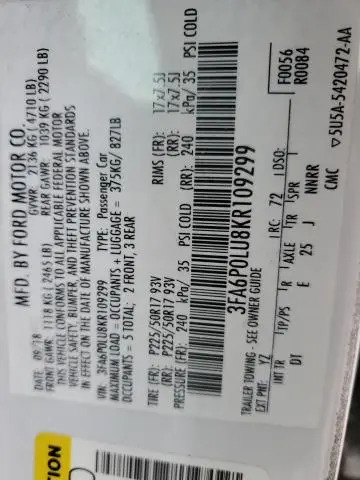 MFD. BY FORD MOTOR CO.
DATE: 09/18 GVWR: 2136 KG (4710 LB)
FRONT GAWR: 1118 KG (2465 LB) REAR GAWR: 1039 KG (2290 LB)
THIS VEHICLE CONFORMS TO ALL APPLICABLE FEDERAL MOTOR
VEHICLE SAFETY, BUMPER, AND THEFT PREVENTION STANDARDS
IN EFFECT ON THE DATE OF MANUFACTURE SHOWN ABOVE.
VIN: 3FA6P0LU8KR109299 TYPE: Passenger Car
MAXIMUM LOAD = OCCUPANTS + LUGGAGE = 375KG/ 827LB
OCCUPANTS = 5 TOTAL; 2 FRONT, 3 REAR
TIRE (FR): P225/50R17 93V RIMS (FR): 17x7.5J
(RR): P225/50R17 93V (RR): 17x7.5J
PRESSURE (FR): 240 kPa/ 35 PSI COLD (RR): 240 kPa/ 35 PSI COLD
3FA6P0LU8KR109299
F0056
R0084
TRAILER TOWING - SEE OWNER GUIDE
EXT PNT: YZ RC: 72 DSO:
INT TR TP/PS R AXLE TR SPR
DT E 25 J NNRR
CMC ▽5U5A-5420472-AA
TION